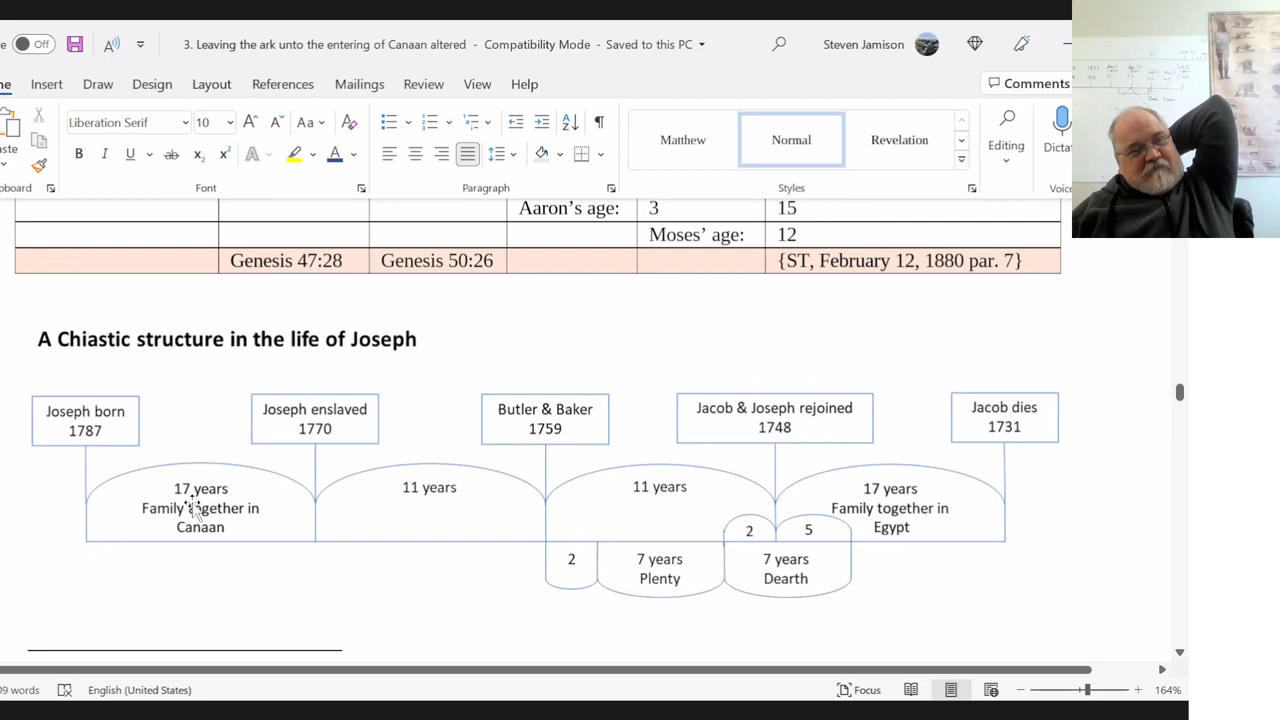 Off
3. Leaving the ark unto the entering of Canaan altered - Compatibility Mode - Saved to this PC
Steven Jamison
Insert Draw Design Layout References Mailings Review View Help
Comments
Liberation Serif 10
Matthew Normal Revelation
Editing
Font Paragraph Styles
Aaron's age: 3 15
Moses' age: 12
Genesis 47:28 Genesis 50:26 {ST, February 12, 1880 par. 7}
A Chiastic structure in the life of Joseph
Joseph born
1787
Joseph enslaved
1770
Butler & Baker
1759
Jacob & Joseph rejoined
1748
Jacob dies
1731
17 years
Family together in
Canaan
11 years
11 years
17 years
Family together in
Egypt
2 5
2
7 years
Plenty
7 years
Dearth
English (United States)
Focus
164%